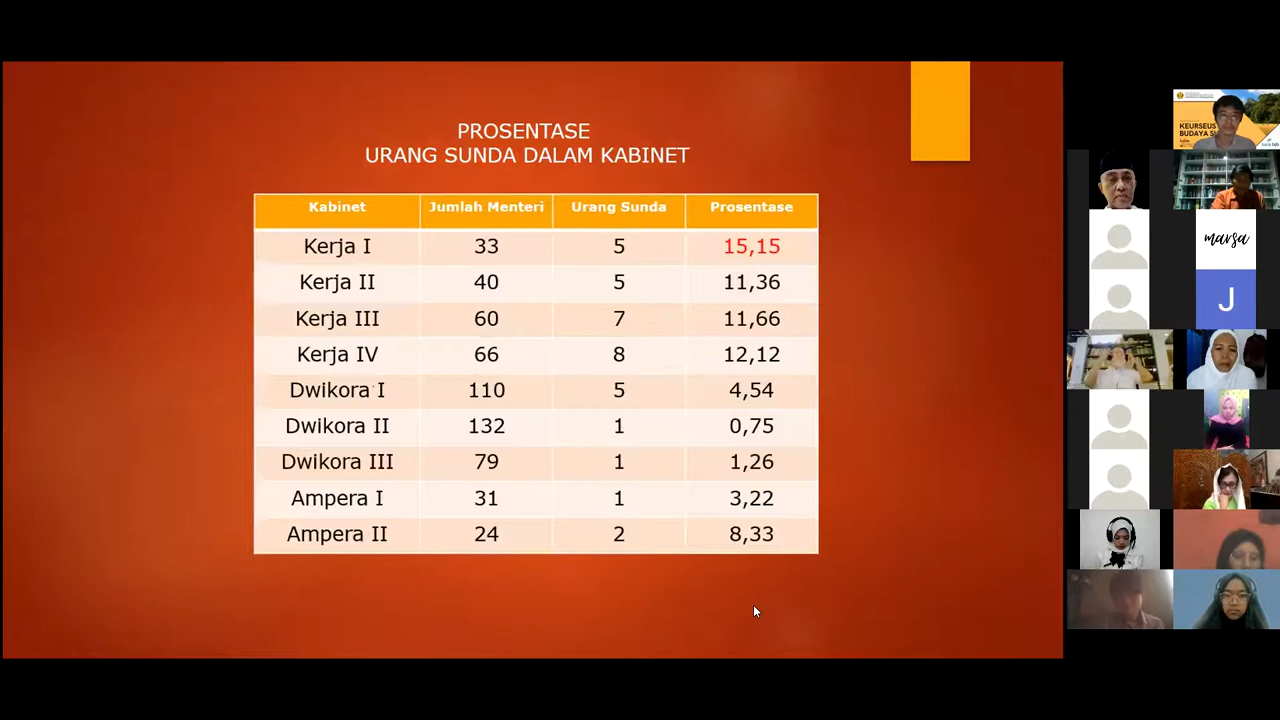 PROSENTASE
URANG SUNDA DALAM KABINET
Kabinet Jumlah Menteri Urang Sunda Prosentase
Kerja I 33 5 15,15
Kerja II 40 5 11,36
Kerja III 60 7 11,66
Kerja IV 66 8 12,12
Dwikora I 110 5 4,54
Dwikora II 132 1 0,75
Dwikora III 79 1 1,26
Ampera I 31 1 3,22
Ampera II 24 2 8,33
KEURSEUS
BUDAYA
marsa
J